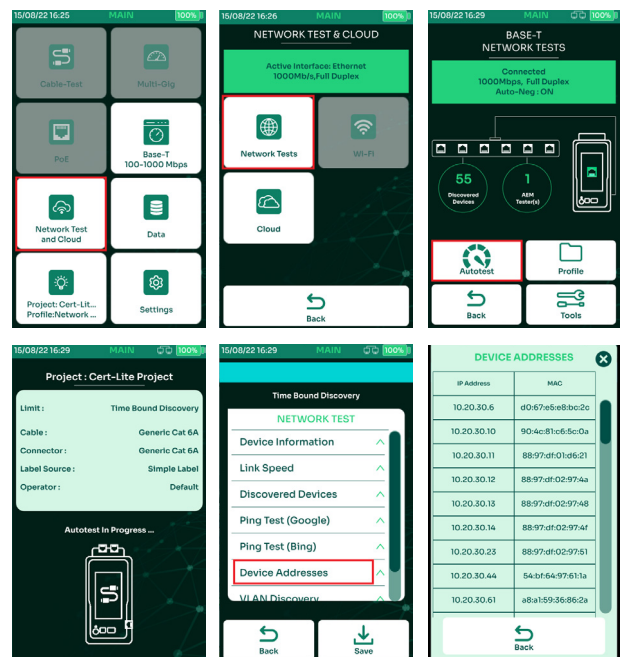 15/08/22 16:25 MAIN 100%
Cable-Test
Multi-Gig
PoE
Base-T
100-1000 Mbps
Network Test
and Cloud
Data
Project: Cert-Lit...
Profile:Network ...
Settings
15/08/22 16:26 MAIN 100%
NETWORK TEST & CLOUD
Active Interface: Ethernet
1000Mb/s,Full Duplex
Network Tests
Wi-Fi
Cloud
Back
15/08/22 16:29 MAIN 100%
BASE-T
NETWORK TESTS
Connected
1000Mbps, Full Duplex
Auto-Neg : ON
55
Discovered
Devices
1
AEM
Tester(s)
Autotest
Profile
Back
Tools
15/08/22 16:29 MAIN 100%
Project : Cert-Lite Project
Limit : Time Bound Discovery
Cable : Generic Cat 6A
Connector : Generic Cat 6A
Label Source : Simple Label
Operator : Default
Autotest In Progress ...
15/08/22 16:29 MAIN 100%
Time Bound Discovery
NETWORK TEST
Device Information
Link Speed
Discovered Devices
Ping Test (Google)
Ping Test (Bing)
Device Addresses
VLAN Discovery
Back
Save
DEVICE ADDRESSES
IP Address MAC
10.20.30.6 d0:67:e5:e8:bc:2c
10.20.30.10 90:4c:81:c6:5c:0a
10.20.30.11 88:97:df:01:d6:21
10.20.30.12 88:97:df:02:97:4a
10.20.30.13 88:97:df:02:97:48
10.20.30.14 88:97:df:02:97:4f
10.20.30.23 88:97:df:02:97:51
10.20.30.44 54:bf:64:97:61:1a
10.20.30.61 a8:a1:59:36:86:2a
Back